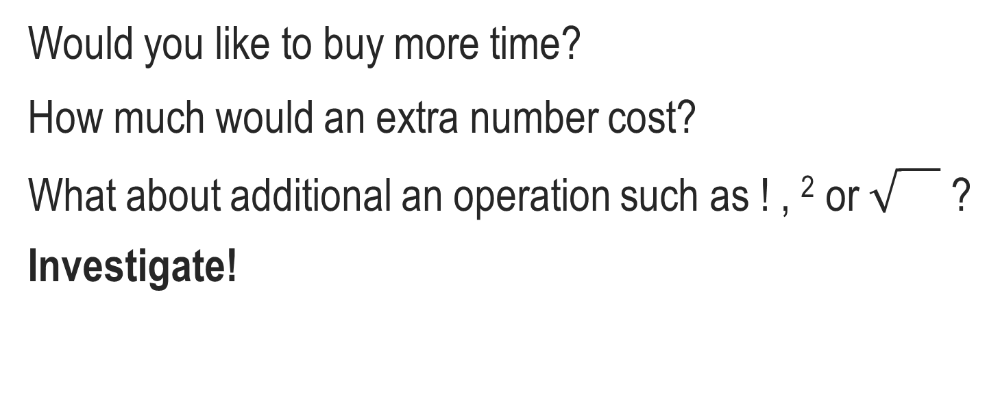 Would you like to buy more time?
How much would an extra number cost?
What about additional an operation such as ! , ² or √ ?
Investigate!